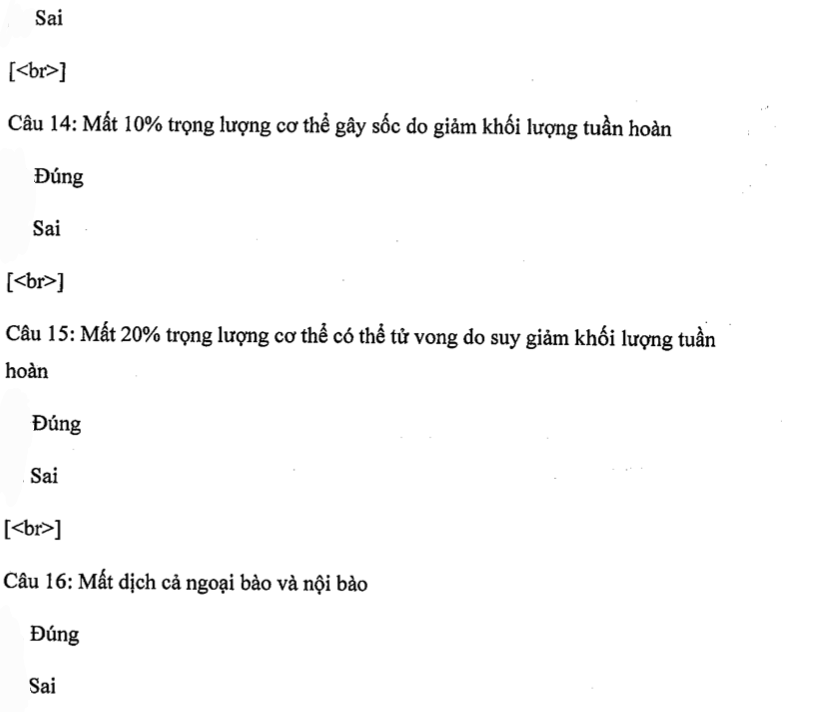 Sai
[<br>]
Câu 14: Mất 10% trọng lượng cơ thể gây sốc do giảm khối lượng tuần hoàn
Đúng
Sai
[<br>]
Câu 15: Mất 20% trọng lượng cơ thể có thể tử vong do suy giảm khối lượng tuần
hoàn
Đúng
Sai
[<br>]
Câu 16: Mất dịch cả ngoại bào và nội bào
Đúng
Sai